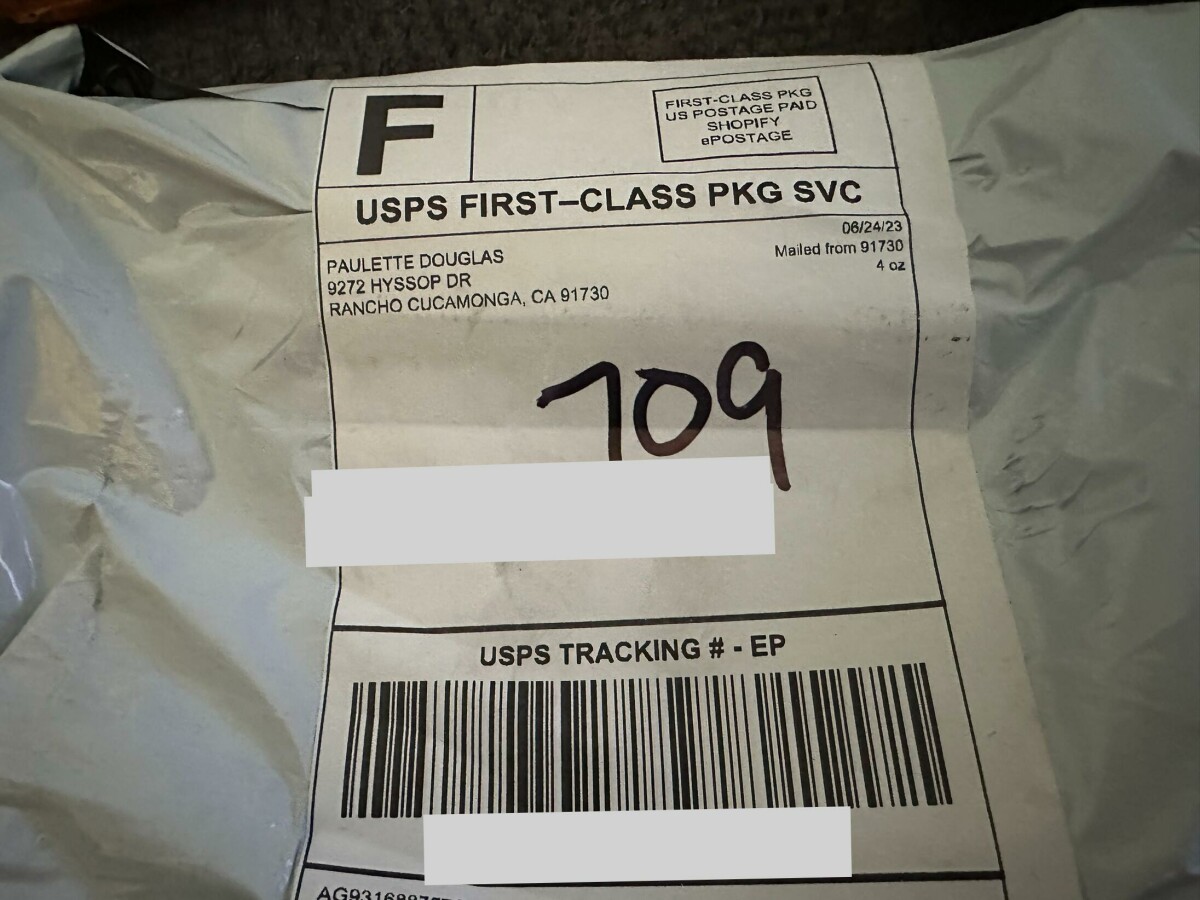 F
FIRST-CLASS PKG
US POSTAGE PAID
SHOPIFY
ePOSTAGE
USPS FIRST–CLASS PKG SVC
06/24/23
Mailed from 91730
4 oz
PAULETTE DOUGLAS
9272 HYSSOP DR
RANCHO CUCAMONGA, CA 91730
109
USPS TRACKING # - EP